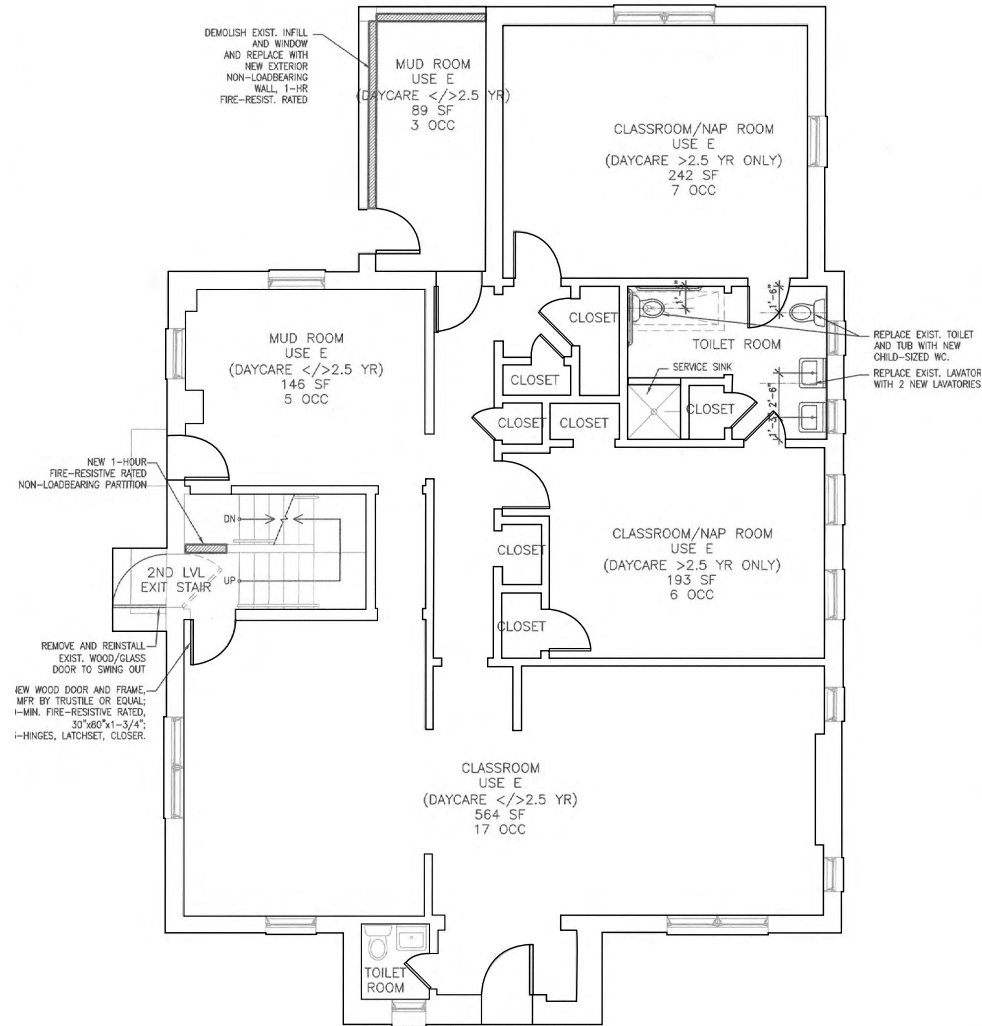 DEMOLISH EXIST. INFILL
AND WINDOW
AND REPLACE WITH
NEW EXTERIOR
NON-LOADBEARING
WALL, 1-HR
FIRE-RESIST. RATED
MUD ROOM
USE E
(DAYCARE </>2.5 YR)
89 SF
3 OCC
CLASSROOM/NAP ROOM
USE E
(DAYCARE >2.5 YR ONLY)
242 SF
7 OCC
MUD ROOM
USE E
(DAYCARE </>2.5 YR)
146 SF
5 OCC
CLOSET
CLOSET
CLOSET
CLOSET
1'-6"
TOILET ROOM
SERVICE SINK
CLOSET
2'-6"
1'-3"
REPLACE EXIST. TOILET
AND TUB WITH NEW
CHILD-SIZED WC.
REPLACE EXIST. LAVATOR
WITH 2 NEW LAVATORIES
NEW 1-HOUR
FIRE-RESISTIVE RATED
NON-LOADBEARING PARTITION
DN
UP
2ND LVL
EXIT STAIR
CLOSET
CLOSET
CLASSROOM/NAP ROOM
USE E
(DAYCARE >2.5 YR ONLY)
193 SF
6 OCC
REMOVE AND REINSTALL
EXIST. WOOD/GLASS
DOOR TO SWING OUT
NEW WOOD DOOR AND FRAME,
MFR BY TRUSTILE OR EQUAL;
-MIN. FIRE-RESISTIVE RATED,
30"x80"x1-3/4";
-HINGES, LATCHSET, CLOSER.
CLASSROOM
USE E
(DAYCARE </>2.5 YR)
564 SF
17 OCC
TOILET
ROOM